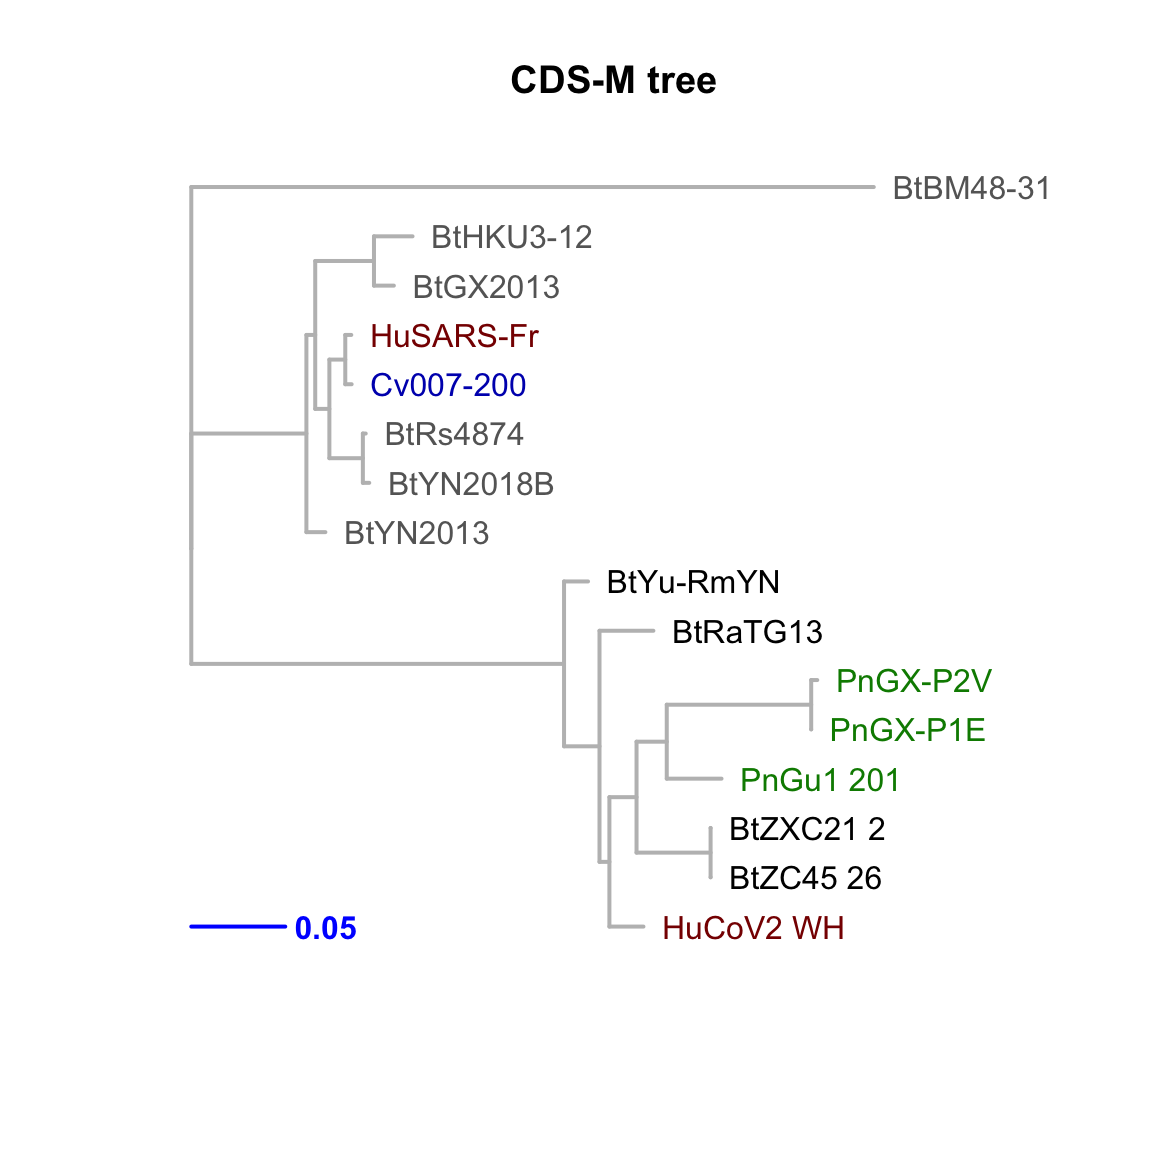 CDS-M tree
BtBM48-31
BtHKU3-12
BtGX2013
HuSARS-Fr
Cv007-200
BtRs4874
BtYN2018B
BtYN2013
BtYu-RmYN
BtRaTG13
PnGX-P2V
PnGX-P1E
PnGu1 201
BtZXC21 2
BtZC45 26
HuCoV2 WH
0.05